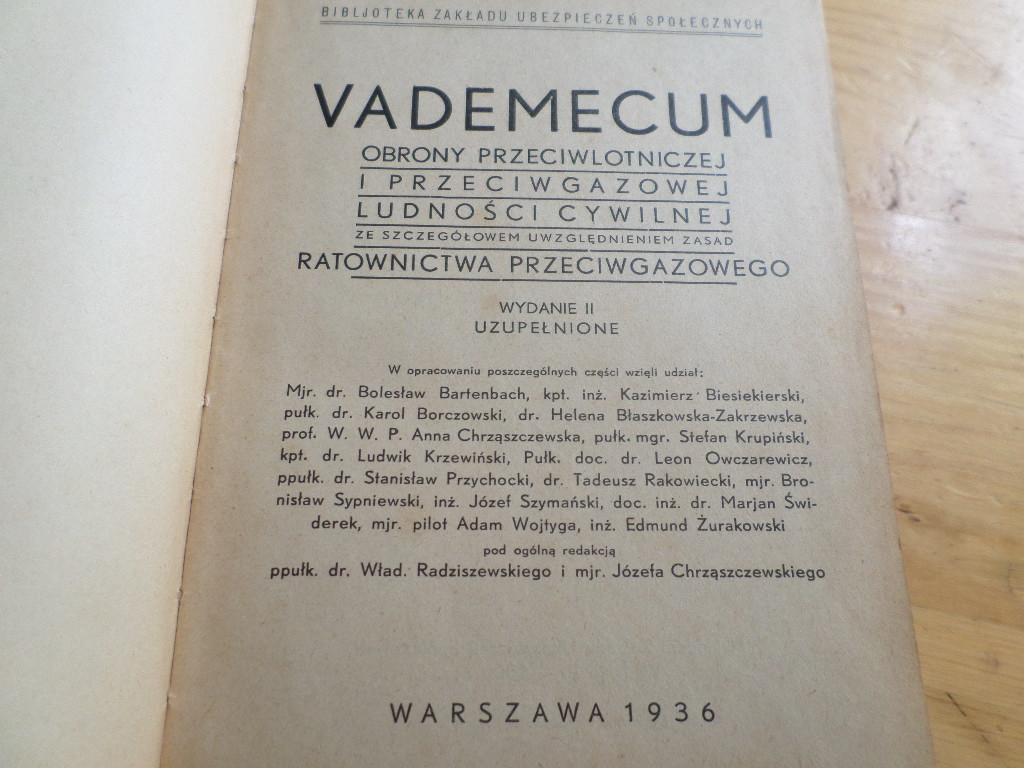 BIBLJOTEKA ZAKŁADU UBEZPIECZEŃ SPOŁECZNYCH
VADEMECUM
OBRONY PRZECIWLOTNICZEJ
I PRZECIWGAZOWEJ
LUDNOŚCI CYWILNEJ
ZE SZCZEGÓŁOWEM UWZGLĘDNIENIEM ZASAD
RATOWNICTWA PRZECIWGAZOWEGO
WYDANIE II
UZUPEŁNIONE
W opracowaniu poszczególnych części wzięli udział:
Mjr. dr. Bolesław Bartenbach, kpt. inż. Kazimierz Biesiekierski,
pułk. dr. Karol Borczowski, dr. Helena Błaszkowska-Zakrzewska,
prof. W. W. P. Anna Chrząszczewska, pułk. mgr. Stefan Krupiński,
kpt. dr. Ludwik Krzewiński, Pułk. doc. dr. Leon Owczarewicz,
ppułk. dr. Stanisław Przychocki, dr. Tadeusz Rakowiecki, mjr. Bro-
nisław Sypniewski, inż. Józef Szymański, doc. inż. dr. Marjan Świ-
derek, mjr. pilot Adam Wojtyga, inż. Edmund Żurakowski
pod ogólną redakcją
ppułk. dr. Wład. Radziszewskiego i mjr. Józefa Chrząszczewskiego
WARSZAWA 1936